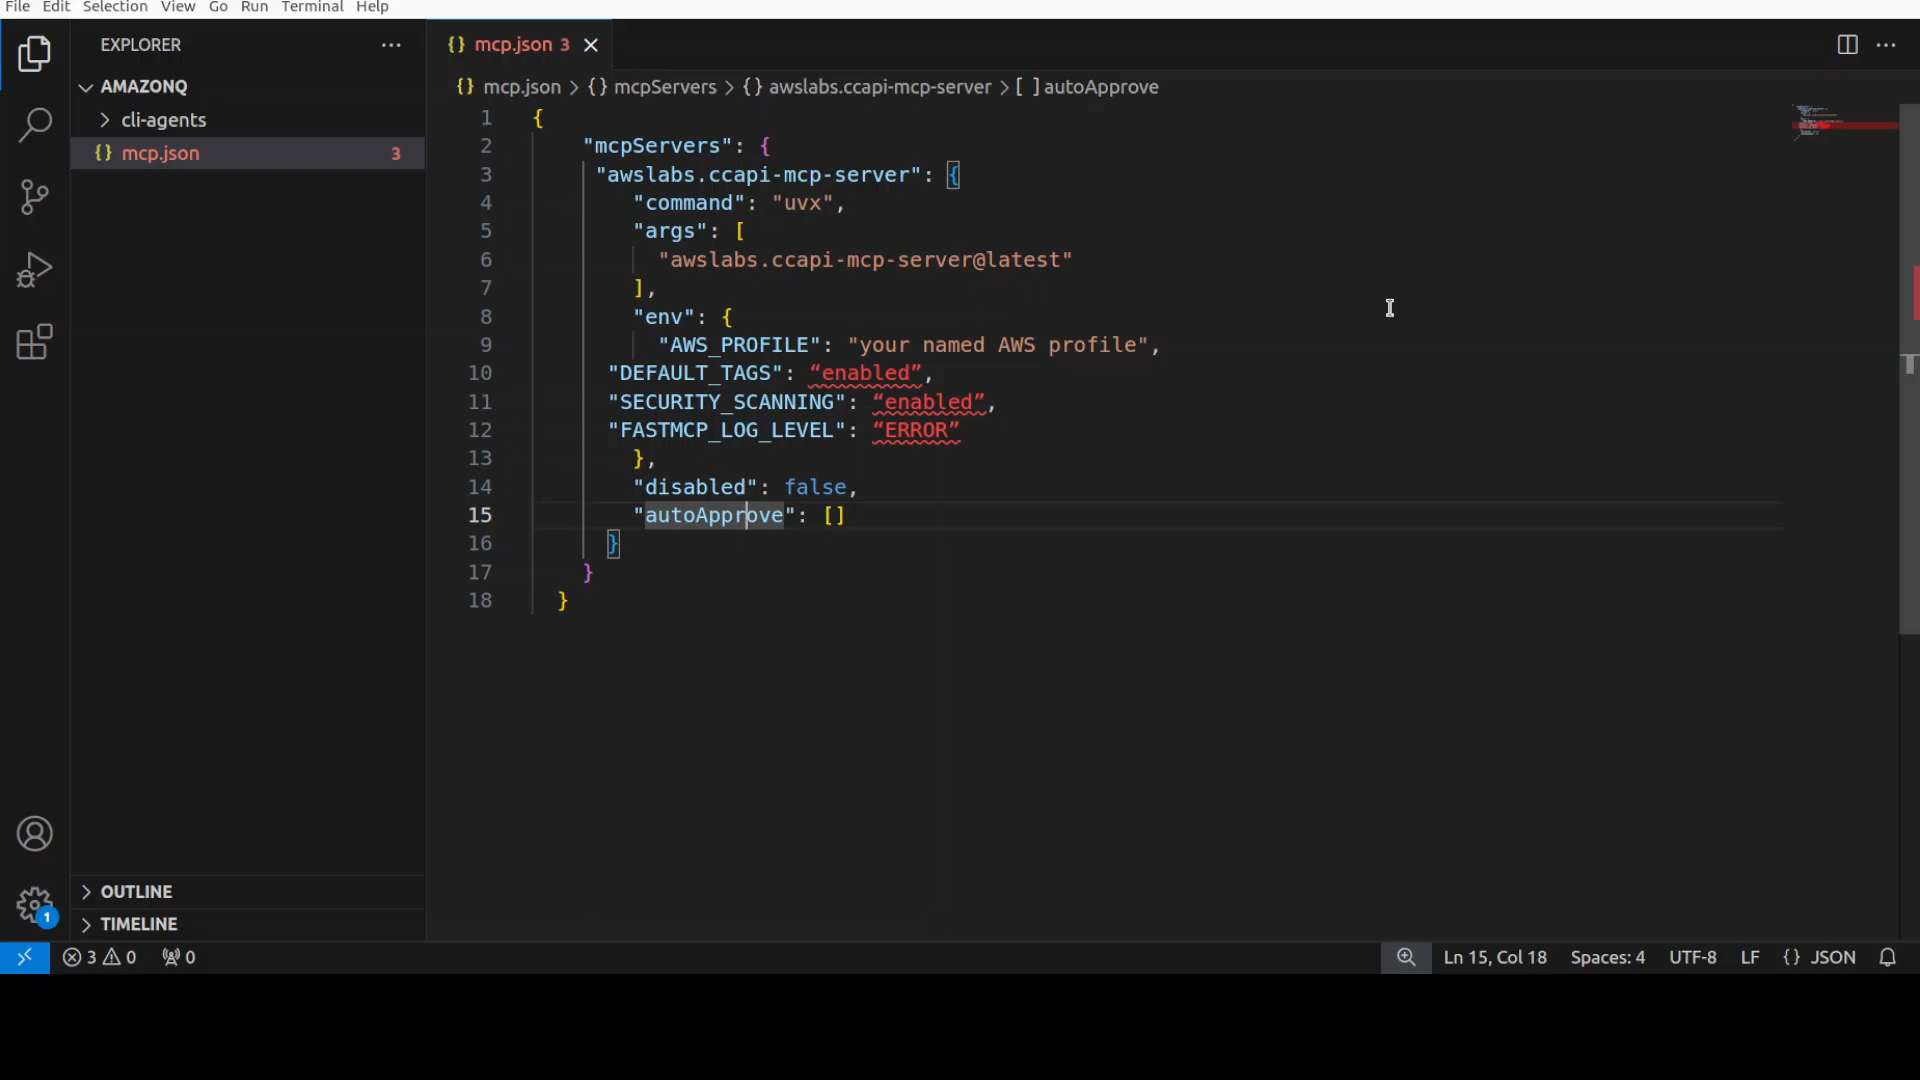 File Edit Selection View Go Run Terminal Help
EXPLORER
AMAZONQ
cli-agents
{} mcp.json 3
{} mcp.json 3
{} mcp.json > {} mcpServers > {} awslabs.ccapi-mcp-server > [ ] autoApprove
1 {
2 "mcpServers": {
3 "awslabs.ccapi-mcp-server": {
4 "command": "uvx",
5 "args": [
6 "awslabs.ccapi-mcp-server@latest"
7 ],
8 "env": {
9 "AWS_PROFILE": "your named AWS profile",
10 "DEFAULT_TAGS": “enabled”,
11 "SECURITY_SCANNING": “enabled”,
12 "FASTMCP_LOG_LEVEL": “ERROR”
13 },
14 "disabled": false,
15 "autoApprove": []
16 }
17 }
18 }
OUTLINE
TIMELINE
1
3 0 0 Ln 15, Col 18 Spaces: 4 UTF-8 LF {} JSON